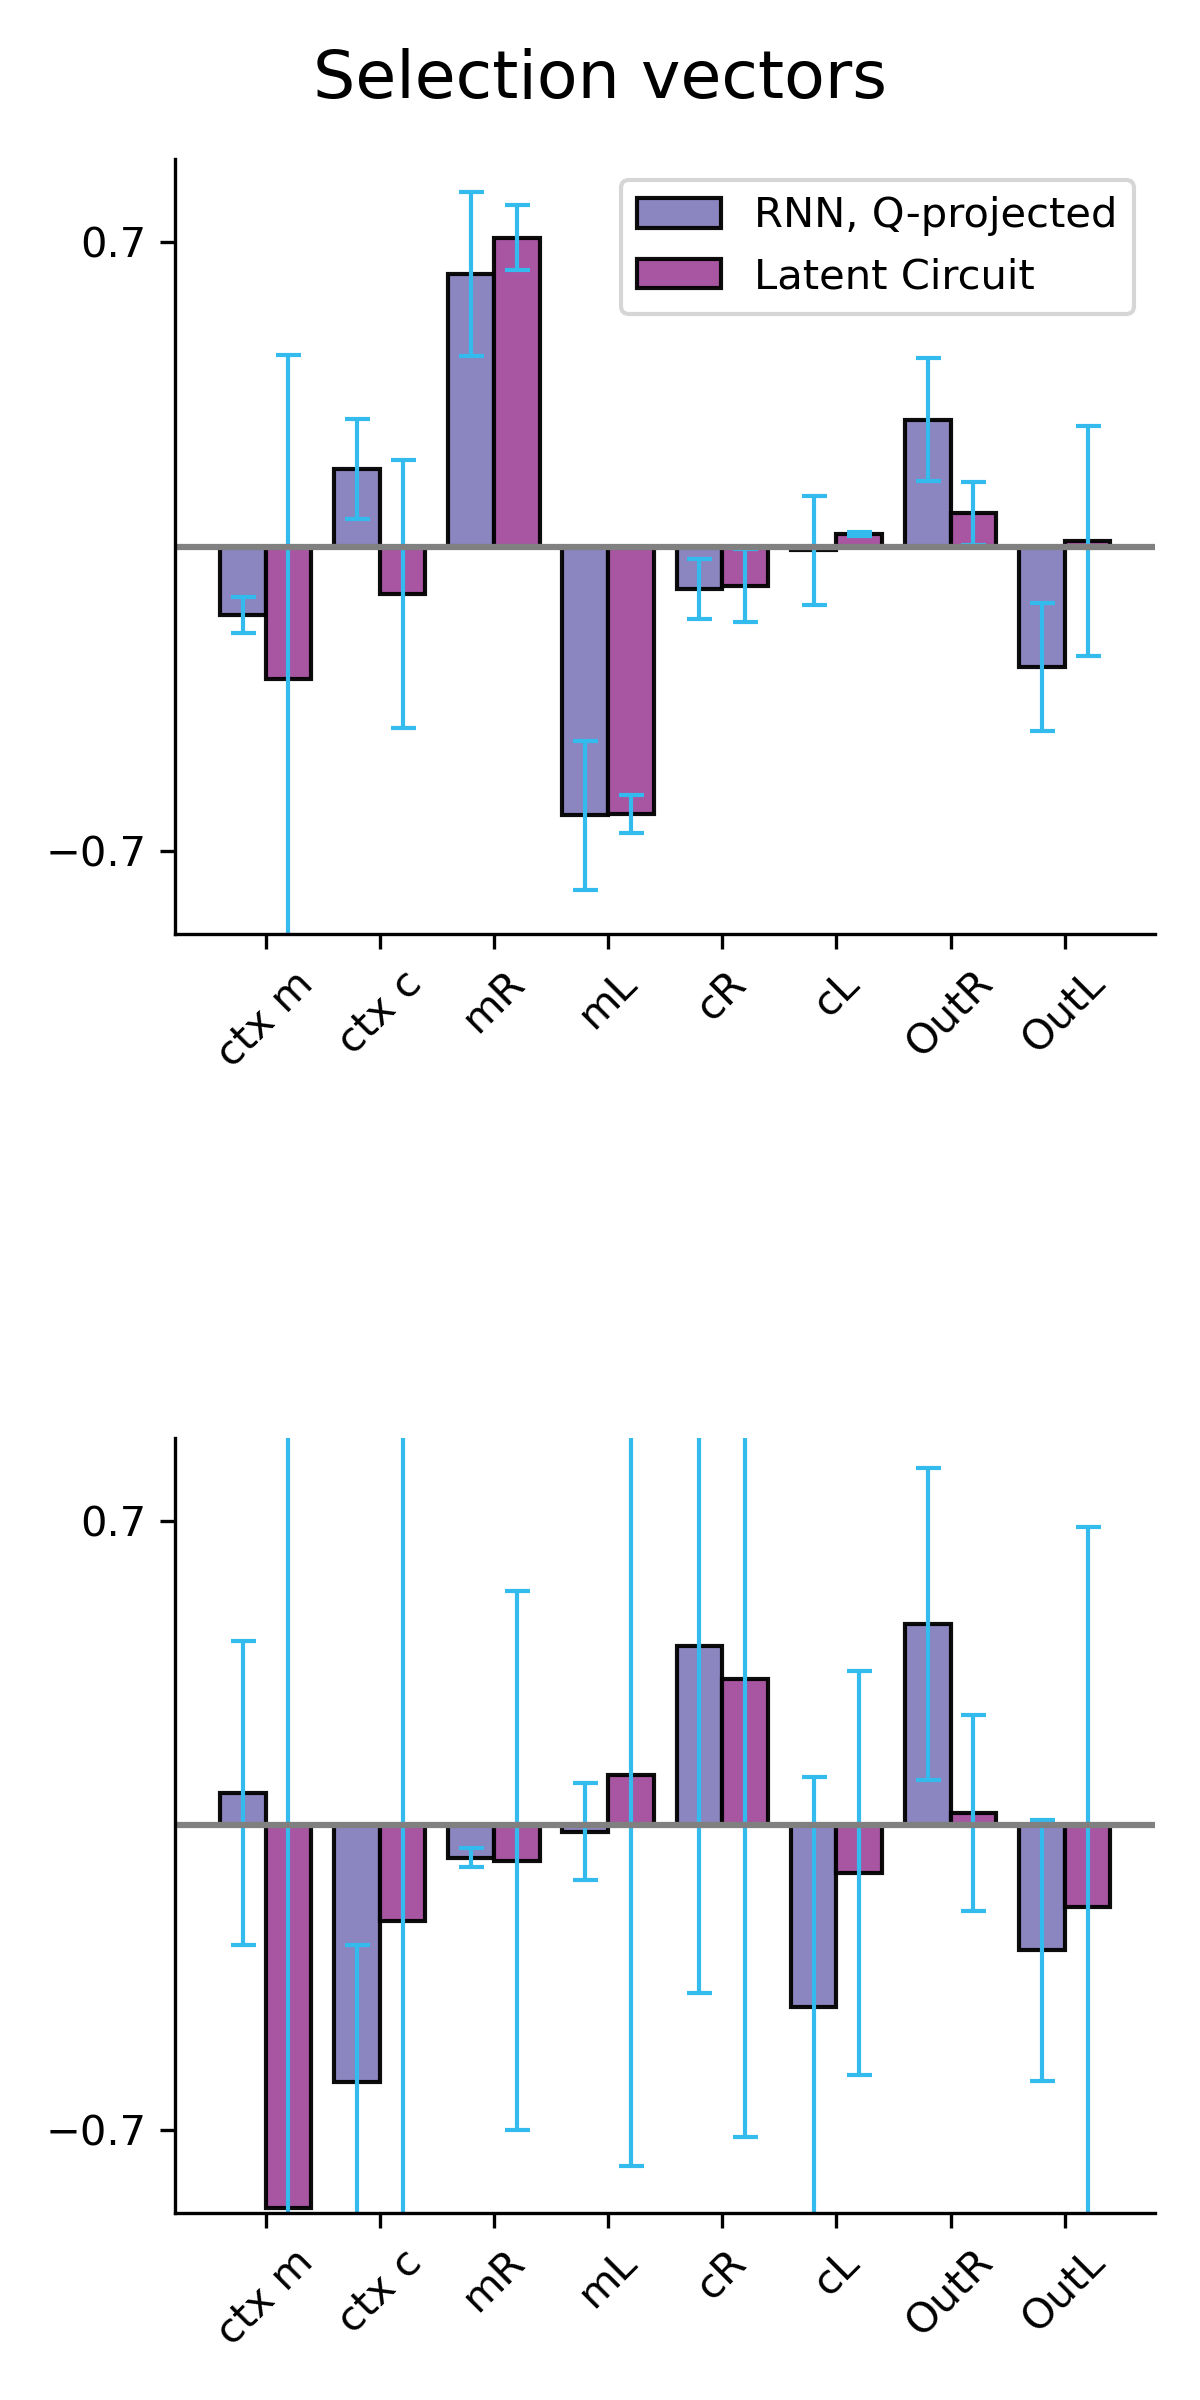 Selection vectors
RNN, Q-projected
Latent Circuit
0.7
−0.7
ctx m
ctx c
mR
mL
cR
cL
OutR
OutL
0.7
−0.7
ctx m
ctx c
mR
mL
cR
cL
OutR
OutL